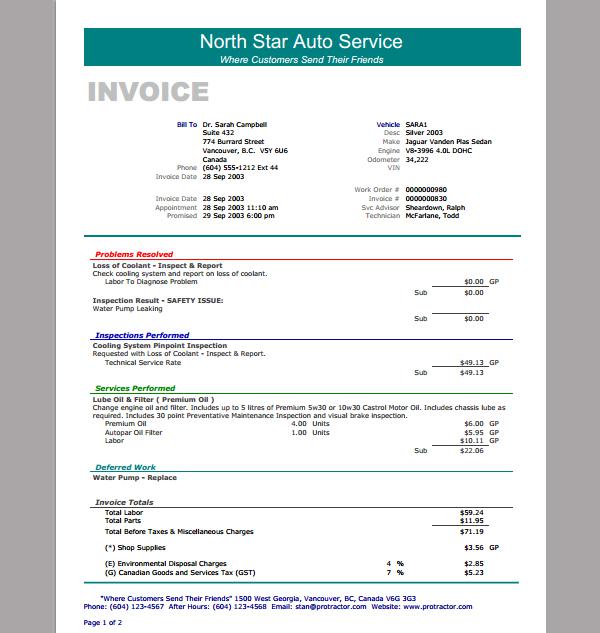 North Star Auto Service
Where Customers Send Their Friends
INVOICE
Bill To Dr. Sarah Campbell
Suite 432
774 Burrard Street
Vancouver, B.C. V5Y 6U6
Canada
Phone (604) 555-1212 Ext 44
Invoice Date 28 Sep 2003
Invoice Date 28 Sep 2003
Appointment 28 Sep 2003 11:10 am
Promised 29 Sep 2003 6:00 pm
Vehicle SARA1
Desc Silver 2003
Make Jaguar Vanden Plas Sedan
Engine V8-3996 4.0L DOHC
Odometer 34,222
VIN
Work Order # 0000000980
Invoice # 0000000830
Svc Advisor Sheardown, Ralph
Technician McFarlane, Todd
Problems Resolved
Loss of Coolant - Inspect & Report
Check cooling system and report on loss of coolant.
Labor To Diagnose Problem $0.00 GP
Sub $0.00
Inspection Result - SAFETY ISSUE:
Water Pump Leaking
Sub $0.00
Inspections Performed
Cooling System Pinpoint Inspection
Requested with Loss of Coolant - Inspect & Report.
Technical Service Rate $49.13 GP
Sub $49.13
Services Performed
Lube Oil & Filter ( Premium Oil )
Change engine oil and filter. Includes up to 5 litres of Premium 5w30 or 10w30 Castrol Motor Oil. Includes chassis lube as
required. Includes 30 point Preventative Maintenance Inspection and visual brake inspection.
Premium Oil 4.00 Units $6.00 GP
Autopar Oil Filter 1.00 Units $5.95 GP
Labor $10.11 GP
Sub $22.06
Deferred Work
Water Pump - Replace
Invoice Totals
Total Labor $59.24
Total Parts $11.95
Total Before Taxes & Miscellaneous Charges $71.19
(*) Shop Supplies $3.56 GP
(E) Environmental Disposal Charges 4 % $2.85
(G) Canadian Goods and Services Tax (GST) 7 % $5.23
"Where Customers Send Their Friends" 1500 West Georgia, Vancouver, BC, Canada V6G 3G3
Phone: (604) 123-4567 After Hours: (604) 123-4568 Email: stan@protractor.com Website: www.protractor.com
Page 1 of 2